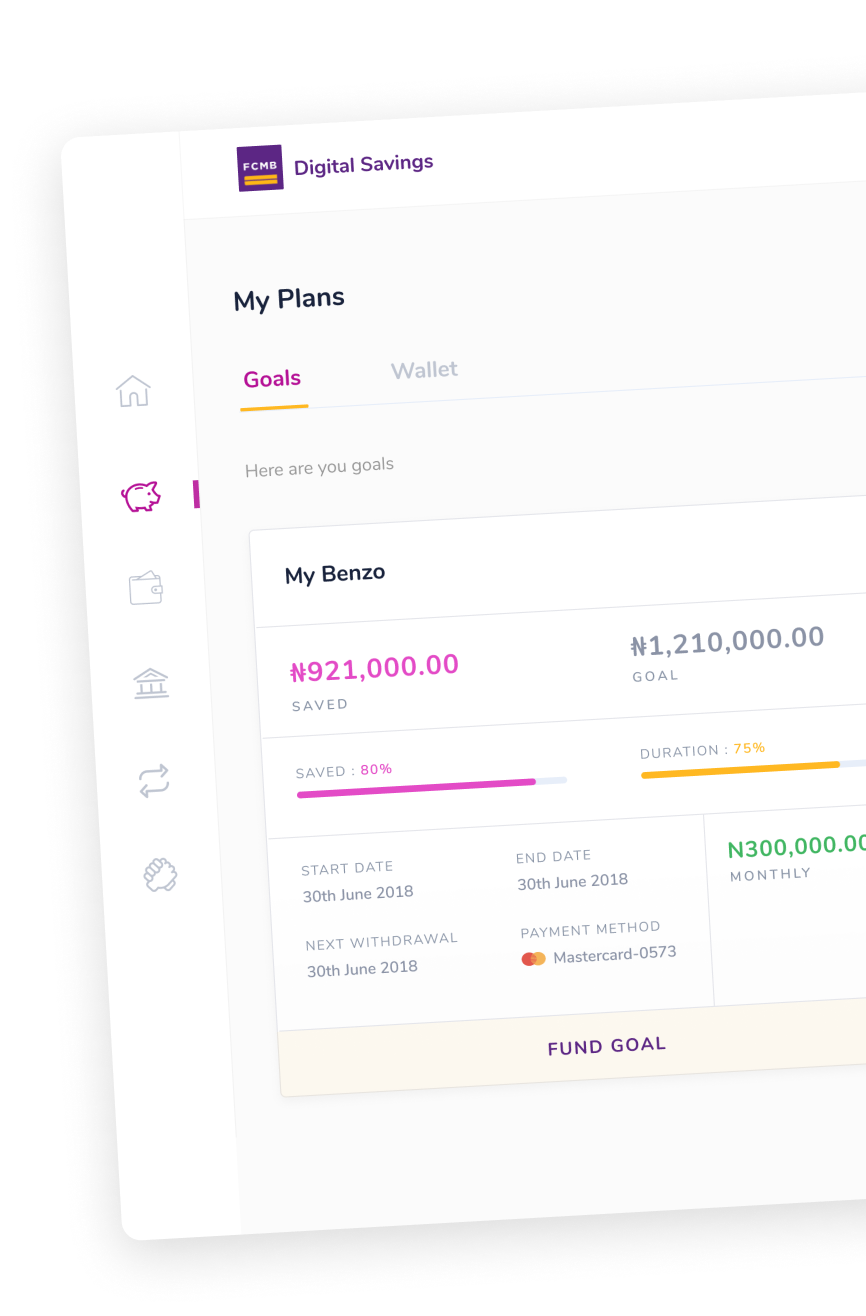 FCMB
Digital Savings
My Plans
Goals
Wallet
Here are you goals
My Benzo
₦921,000.00
SAVED
₦1,210,000.00
GOAL
SAVED : 80%
DURATION : 75%
START DATE
30th June 2018
END DATE
30th June 2018
NEXT WITHDRAWAL
30th June 2018
PAYMENT METHOD
Mastercard-0573
N300,000.00
MONTHLY
FUND GOAL